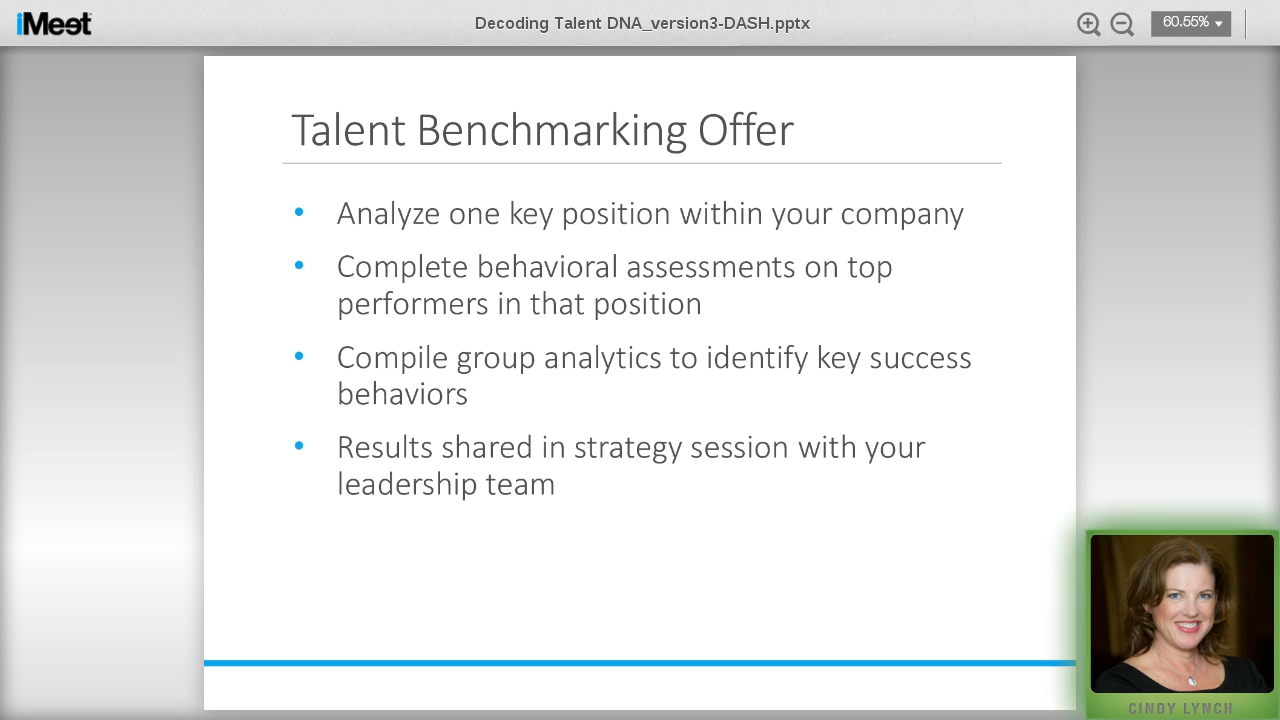 iMeet
Decoding Talent DNA_version3-DASH.pptx
60.55%
Talent Benchmarking Offer
• Analyze one key position within your company
• Complete behavioral assessments on top
performers in that position
• Compile group analytics to identify key success
behaviors
• Results shared in strategy session with your
leadership team
CINDY LYNCH